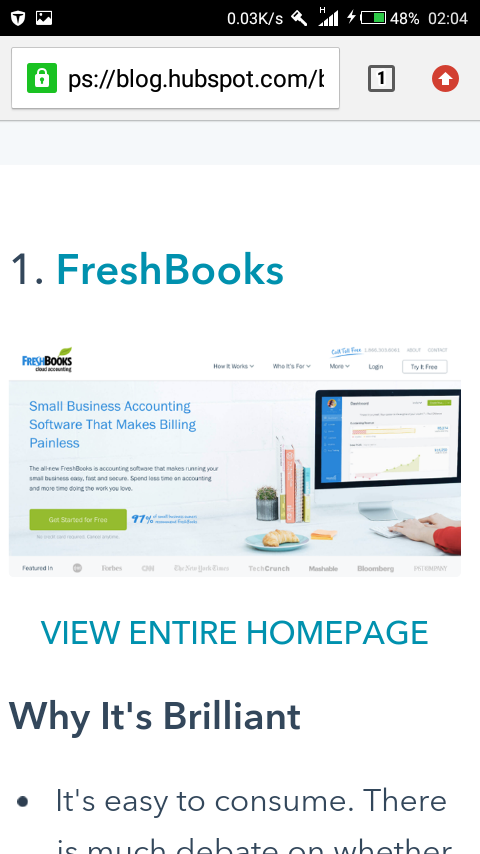 0.03K/s H 48% 02:04
ps://blog.hubspot.com/b
1
1. FreshBooks
FRESHBOOKS
cloud accounting
Call Toll Free ABOUT CONTACT
How It Works Who It's For More Login Try It Free
Small Business Accounting
Software That Makes Billing
Painless
The all-new FreshBooks is accounting software that makes running your
small business easy, fast and secure. Spend less time on accounting
and more time doing the work you love.
Get Started for Free
97% of small business owners
recommend FreshBooks
No credit card required. Cancel anytime.
Dashboard
Featured in Forbes CNN The New York Times TechCrunch Mashable Bloomberg FAST COMPANY
VIEW ENTIRE HOMEPAGE
Why It's Brilliant
• It's easy to consume. There
is much debate on whether